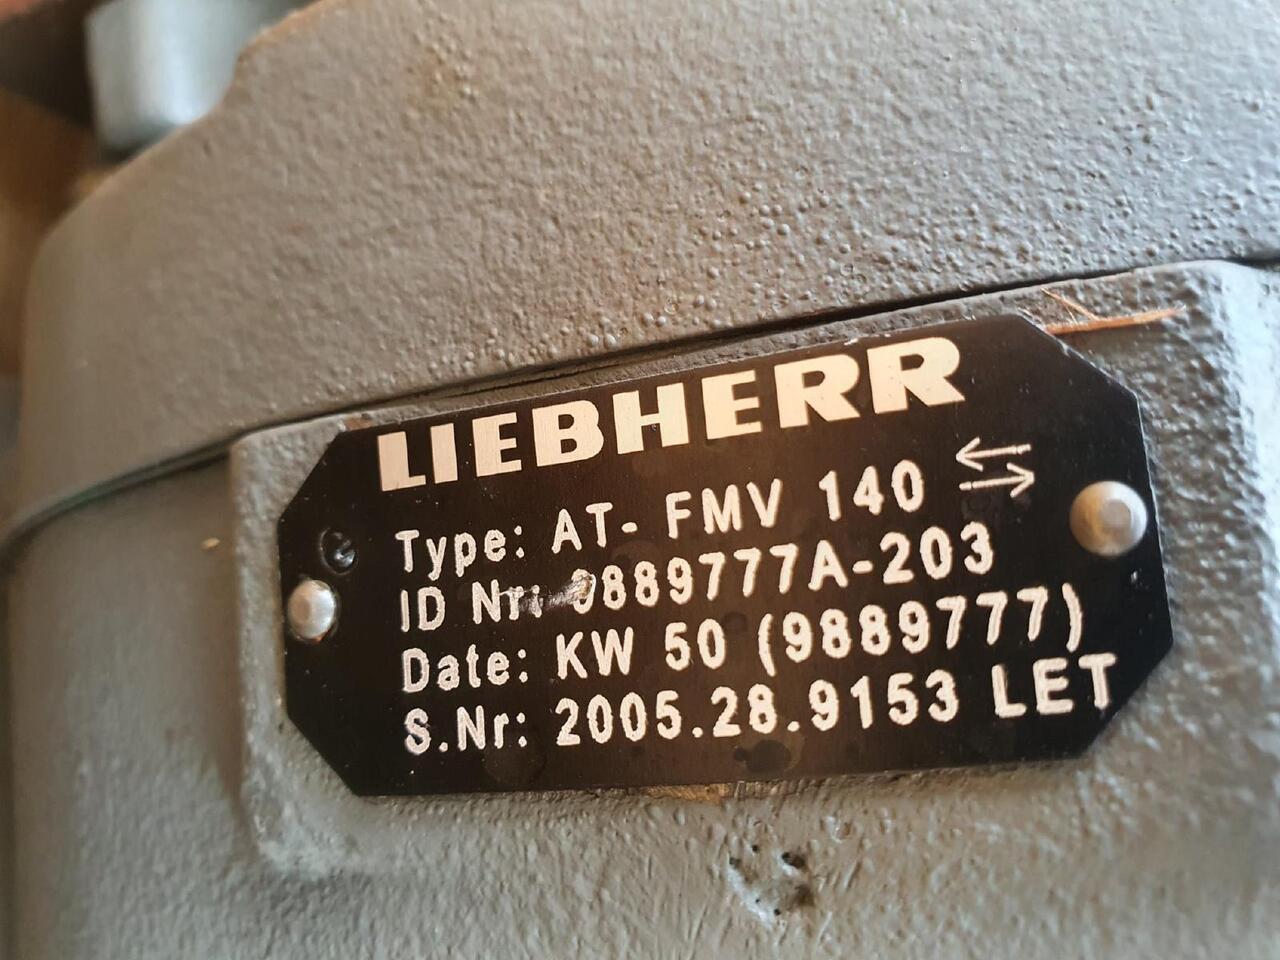 LIEBHERR
Type: AT- FMV 140
ID Nr: 9889777A-203
Date: KW 50 (9889777)
S.Nr: 2005.28.9153 LET